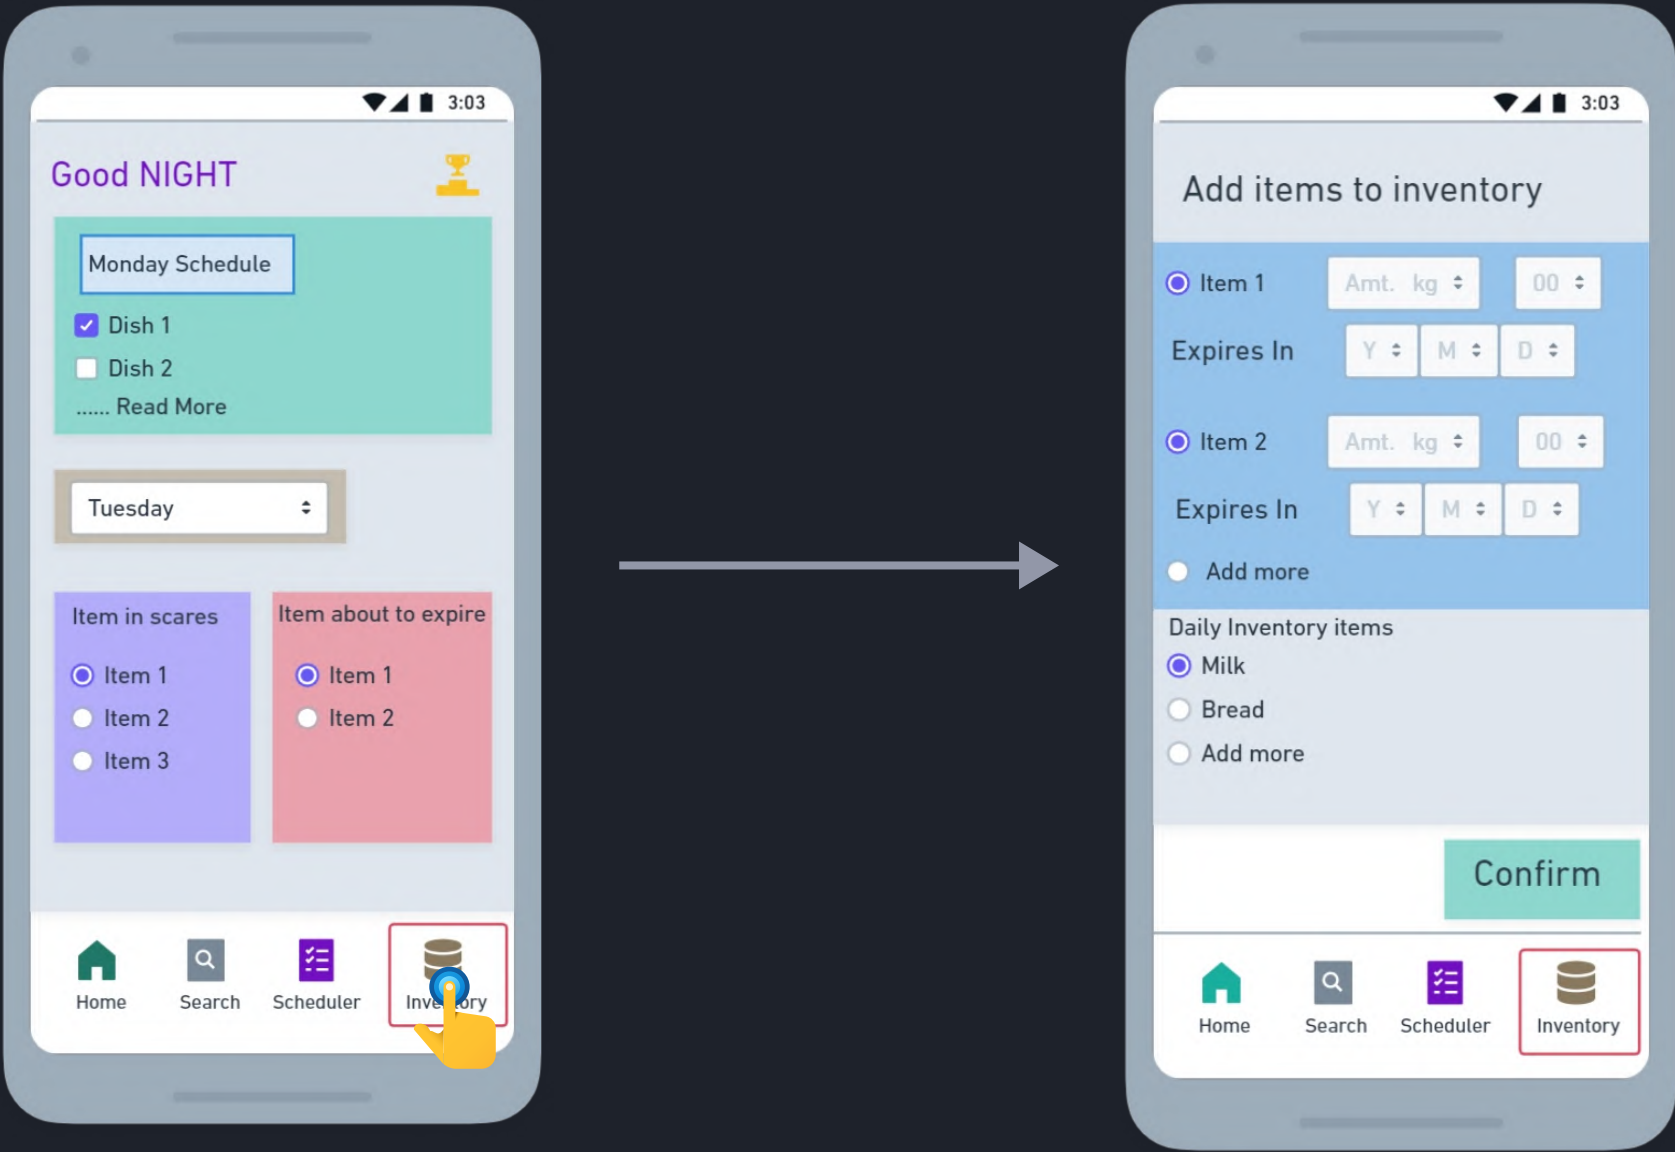 3:03
Good NIGHT
Monday Schedule
Dish 1
Dish 2
...... Read More
Tuesday
Item in scares
Item 1
Item 2
Item 3
Item about to expire
Item 1
Item 2
Home
Search
Scheduler
Inventory
3:03
Add items to inventory
Item 1 Amt. kg 00
Expires In Y M D
Item 2 Amt. kg 00
Expires In Y M D
Add more
Daily Inventory items
Milk
Bread
Add more
Confirm
Home
Search
Scheduler
Inventory